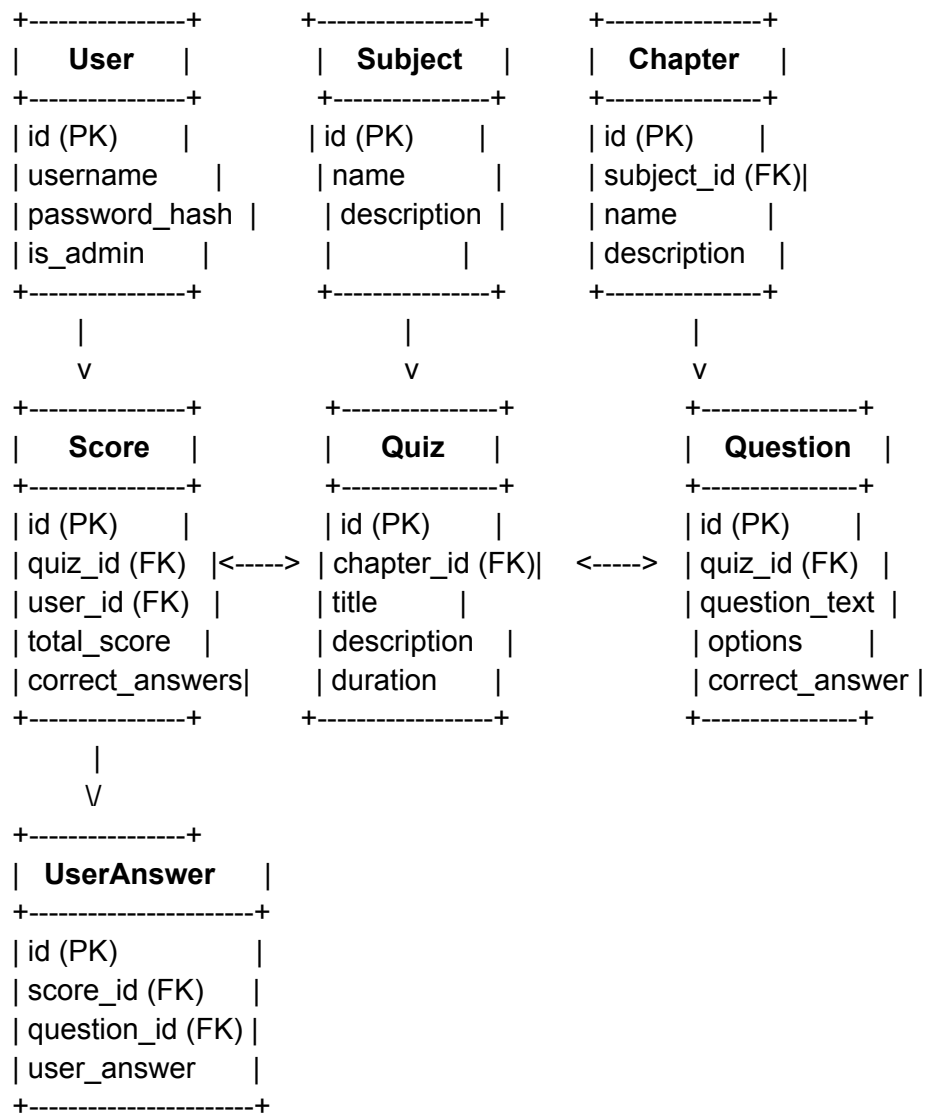 +----------------+ +----------------+ +----------------+
| User | | Subject | | Chapter |
+----------------+ +----------------+ +----------------+
| id (PK) | | id (PK) | | id (PK) |
| username | | name | | subject_id (FK)|
| password_hash | | description | | name |
| is_admin | | | | description |
+----------------+ +----------------+ +----------------+
| | |
v v v
+----------------+ +----------------+ +----------------+
| Score | | Quiz | | Question |
+----------------+ +----------------+ +----------------+
| id (PK) | | id (PK) | | id (PK) |
| quiz_id (FK) |<-----> | chapter_id (FK)| <-----> | quiz_id (FK) |
| user_id (FK) | | title | | question_text |
| total_score | | description | | options |
| correct_answers| | duration | | correct_answer |
+----------------+ +------------------+ +----------------+
|
\/
+----------------+
| UserAnswer |
+-----------------------+
| id (PK) |
| score_id (FK) |
| question_id (FK) |
| user_answer |
+-----------------------+